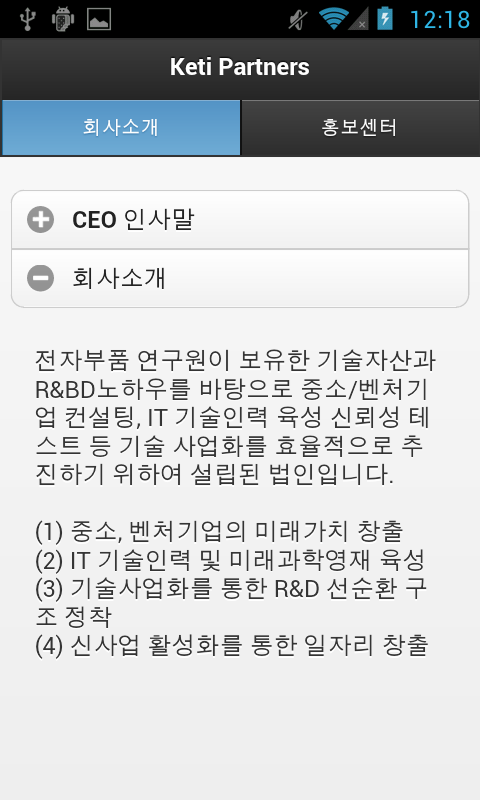 12:18
Keti Partners
회사소개
홍보센터
CEO 인사말
회사소개
전자부품 연구원이 보유한 기술자산과
R&BD노하우를 바탕으로 중소/벤처기
업 컨설팅, IT 기술인력 육성 신뢰성 테
스트 등 기술 사업화를 효율적으로 추
진하기 위하여 설립된 법인입니다.
(1) 중소, 벤처기업의 미래가치 창출
(2) IT 기술인력 및 미래과학영재 육성
(3) 기술사업화를 통한 R&D 선순환 구
조 정착
(4) 신사업 활성화를 통한 일자리 창출